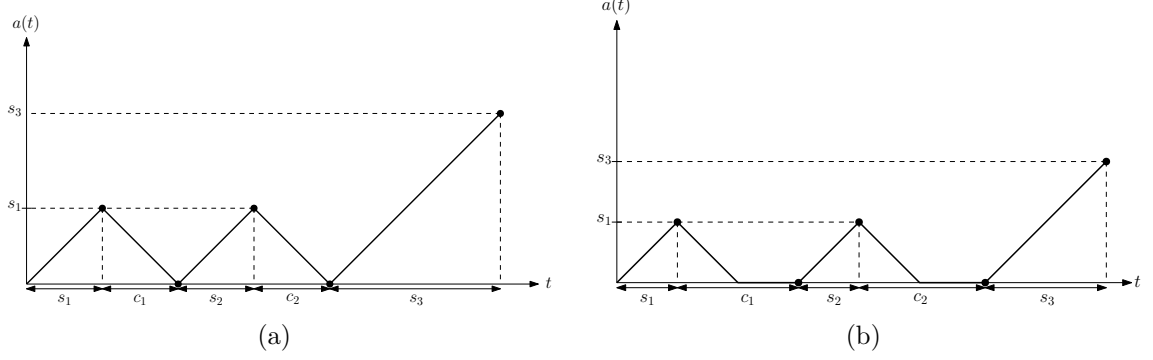 a(t)
s₃
s₁
s₁ c₁ s₂ c₂ s₃ t
(a)
a(t)
s₃
s₁
s₁ c₁ s₂ c₂ s₃ t
(b)